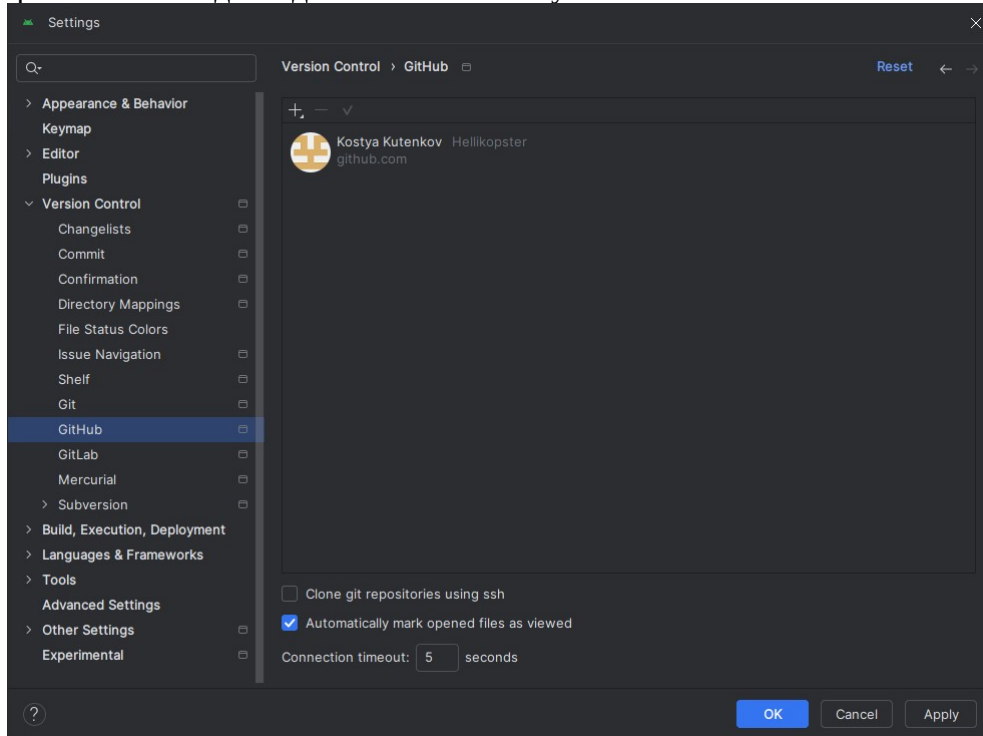 Settings
Version Control › GitHub
Reset
Appearance & Behavior
Keymap
Editor
Plugins
Version Control
Changelists
Commit
Confirmation
Directory Mappings
File Status Colors
Issue Navigation
Shelf
Git
GitHub
GitLab
Mercurial
Subversion
Build, Execution, Deployment
Languages & Frameworks
Tools
Advanced Settings
Other Settings
Experimental
Kostya Kutenkov Hellikopster
github.com
Clone git repositories using ssh
Automatically mark opened files as viewed
Connection timeout: 5 seconds
?
OK
Cancel
Apply